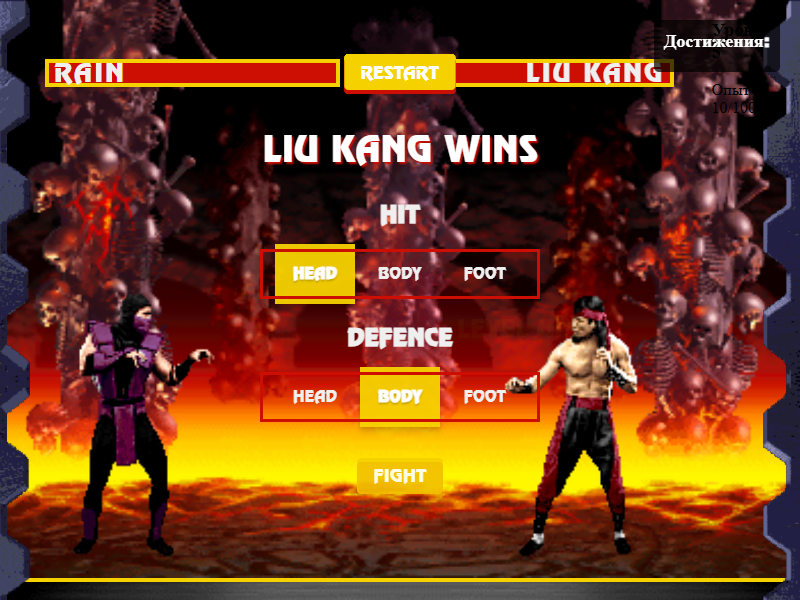 Достижения:
RAIN
RESTART
LIU KANG
10/100
LIU KANG WINS
HIT
HEAD BODY FOOT
DEFENCE
HEAD BODY FOOT
FIGHT